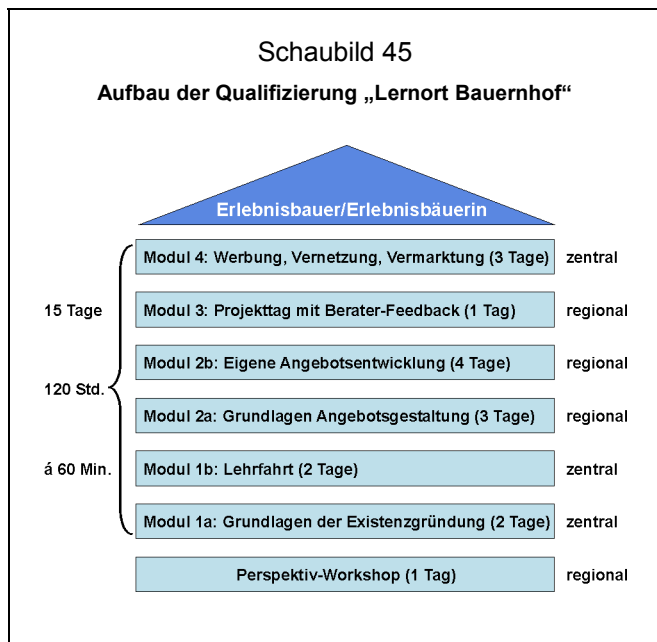 Schaubild 45
Aufbau der Qualifizierung „Lernort Bauernhof“
Erlebnisbauer/Erlebnisbäuerin
Modul 4: Werbung, Vernetzung, Vermarktung (3 Tage) zentral
15 Tage Modul 3: Projekttag mit Berater-Feedback (1 Tag) regional
Modul 2b: Eigene Angebotsentwicklung (4 Tage) regional
120 Std.
Modul 2a: Grundlagen Angebotsgestaltung (3 Tage) regional
á 60 Min. Modul 1b: Lehrfahrt (2 Tage) zentral
Modul 1a: Grundlagen der Existenzgründung (2 Tage) zentral
Perspektiv-Workshop (1 Tag) regional